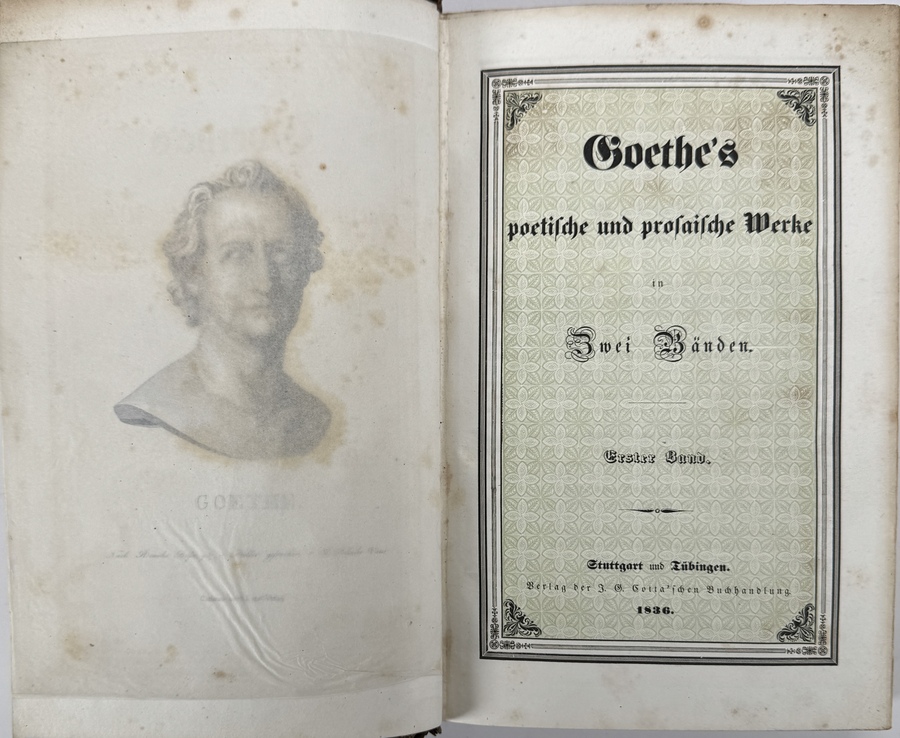 GOETHE
Goethe's
poetische und prosaische Werke
in
Zwei Bänden.
Erster Band.
Stuttgart und Tübingen.
Verlag der J. G. Cotta'schen Buchhandlung
1836.